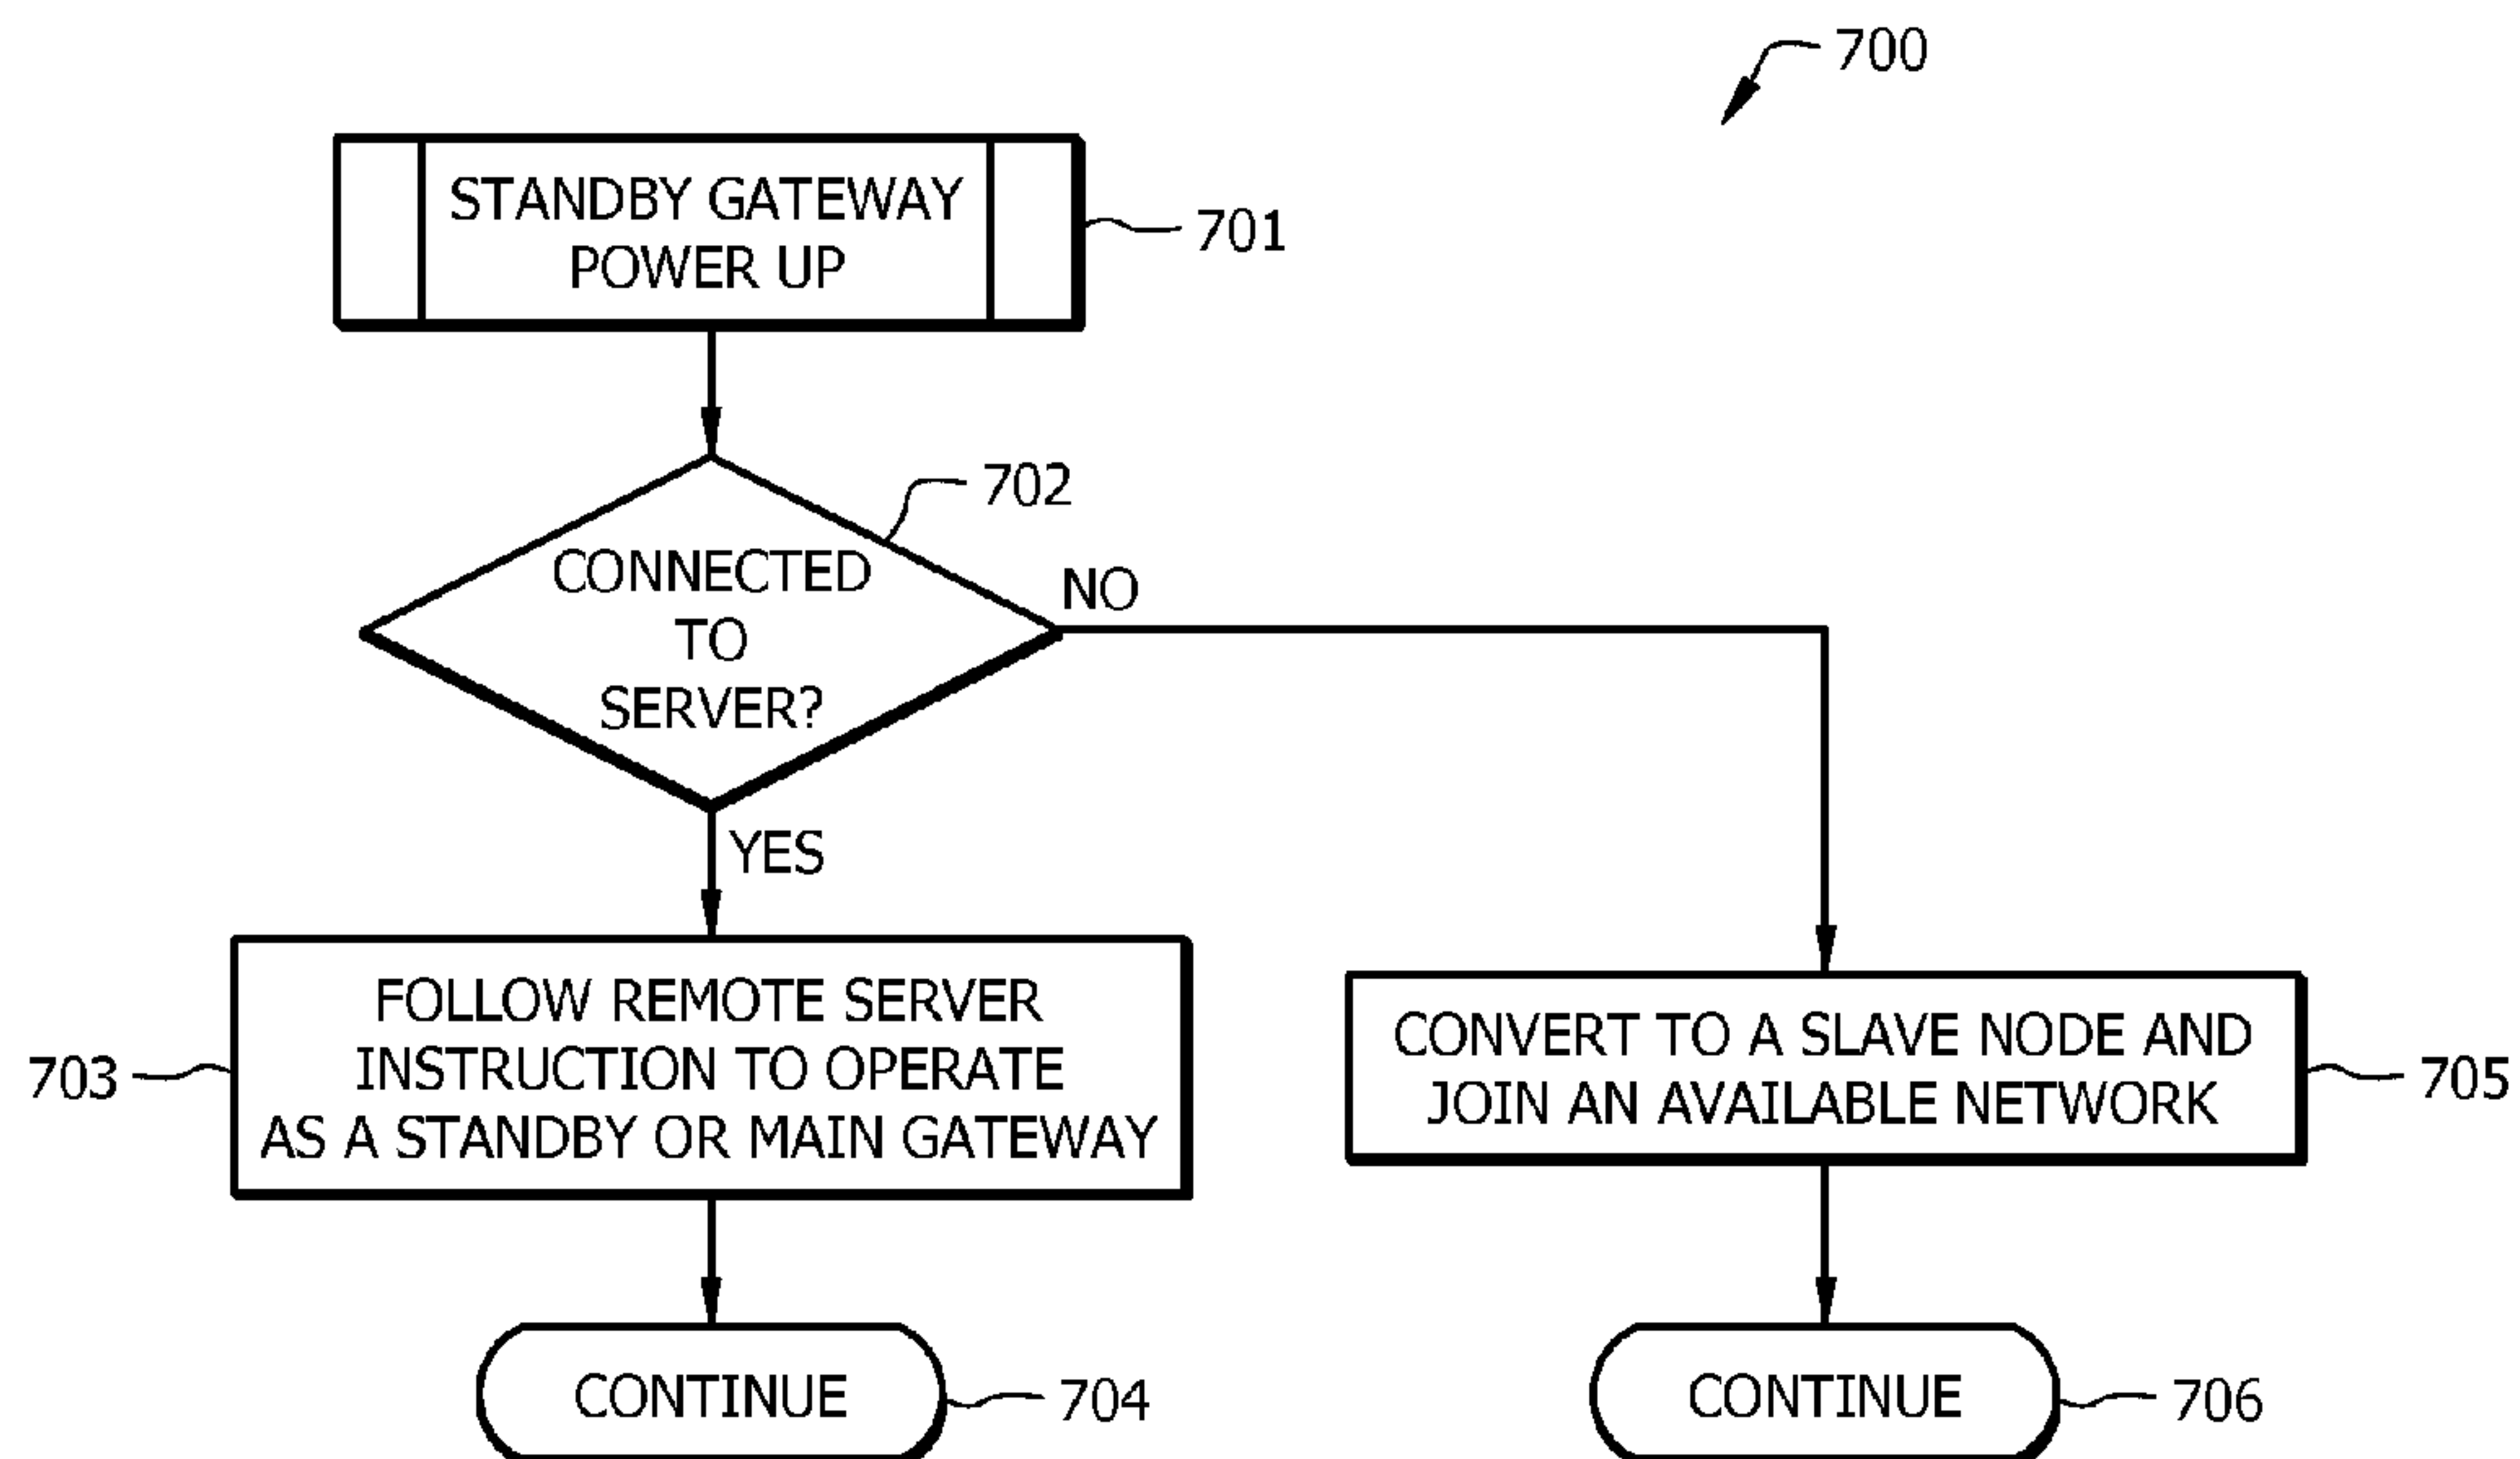 700
STANDBY GATEWAY
POWER UP
701
702
CONNECTED
TO
SERVER?
NO
YES
FOLLOW REMOTE SERVER
INSTRUCTION TO OPERATE
AS A STANDBY OR MAIN GATEWAY
703
CONVERT TO A SLAVE NODE AND
JOIN AN AVAILABLE NETWORK
705
CONTINUE
704
CONTINUE
706